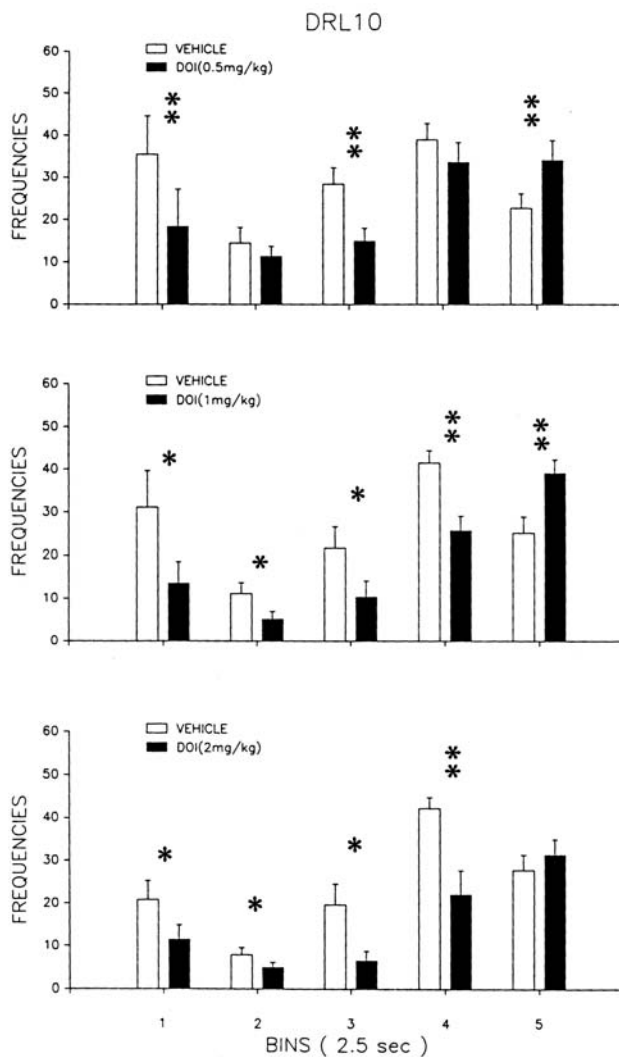 DRL10
60
50
40
30
20
10
0
FREQUENCIES
VEHICLE
DOI(0.5mg/kg)
** ** **
60
50
40
30
20
10
0
FREQUENCIES
VEHICLE
DOI(1mg/kg)
* * * ** **
60
50
40
30
20
10
0
FREQUENCIES
VEHICLE
DOI(2mg/kg)
* * * **
1 2 3 4 5
BINS ( 2.5 sec )